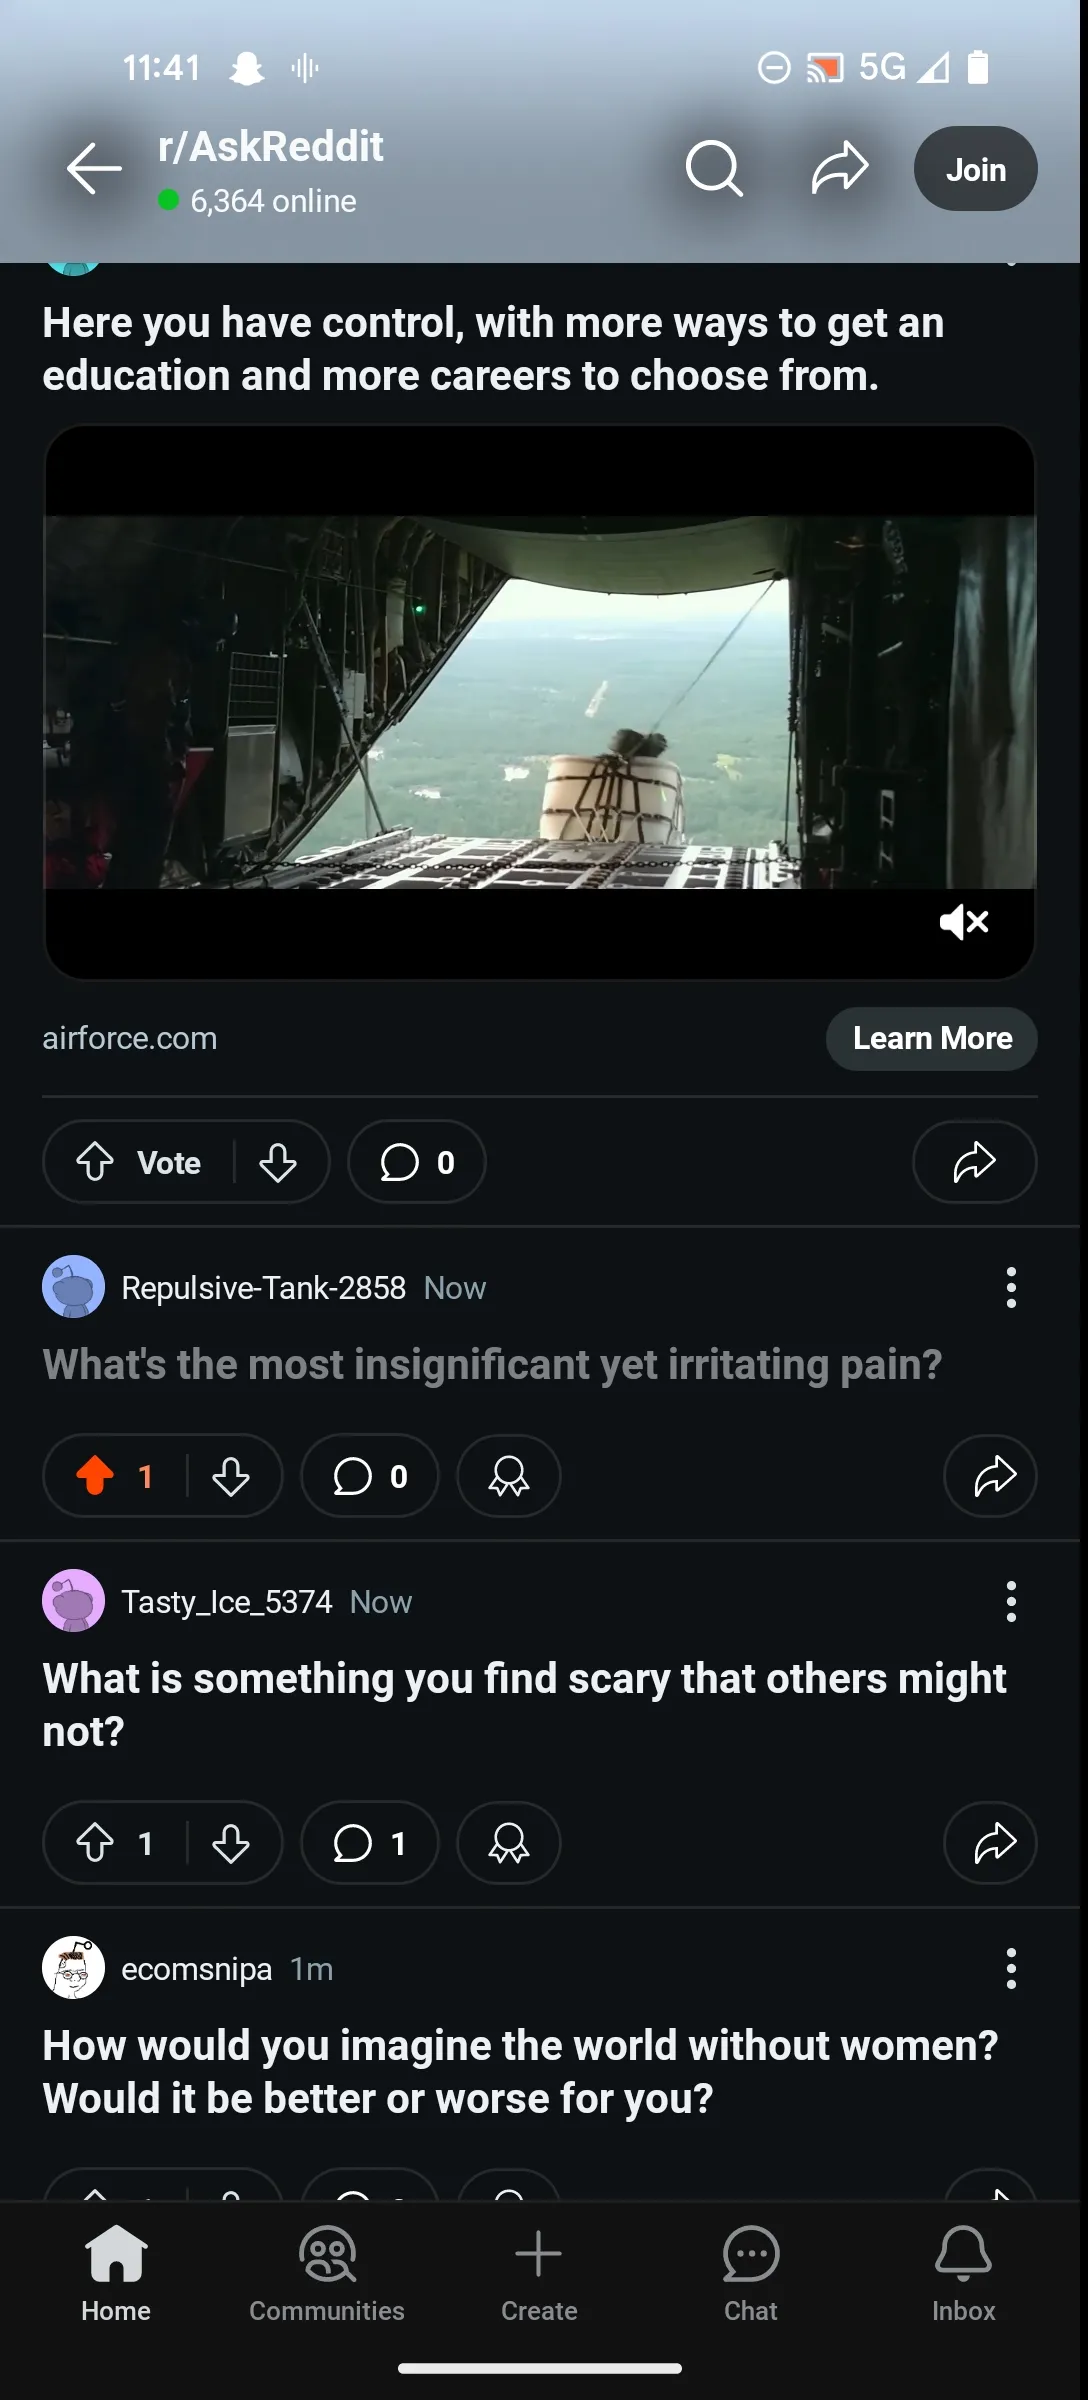 11:41
5G
r/AskReddit
6,364 online
Join
Here you have control, with more ways to get an
education and more careers to choose from.
airforce.com
Learn More
Vote
0
Repulsive-Tank-2858 Now
What's the most insignificant yet irritating pain?
1
0
Tasty_Ice_5374 Now
What is something you find scary that others might
not?
1
1
ecomsnipa 1m
How would you imagine the world without women?
Would it be better or worse for you?
Home
Communities
Create
Chat
Inbox